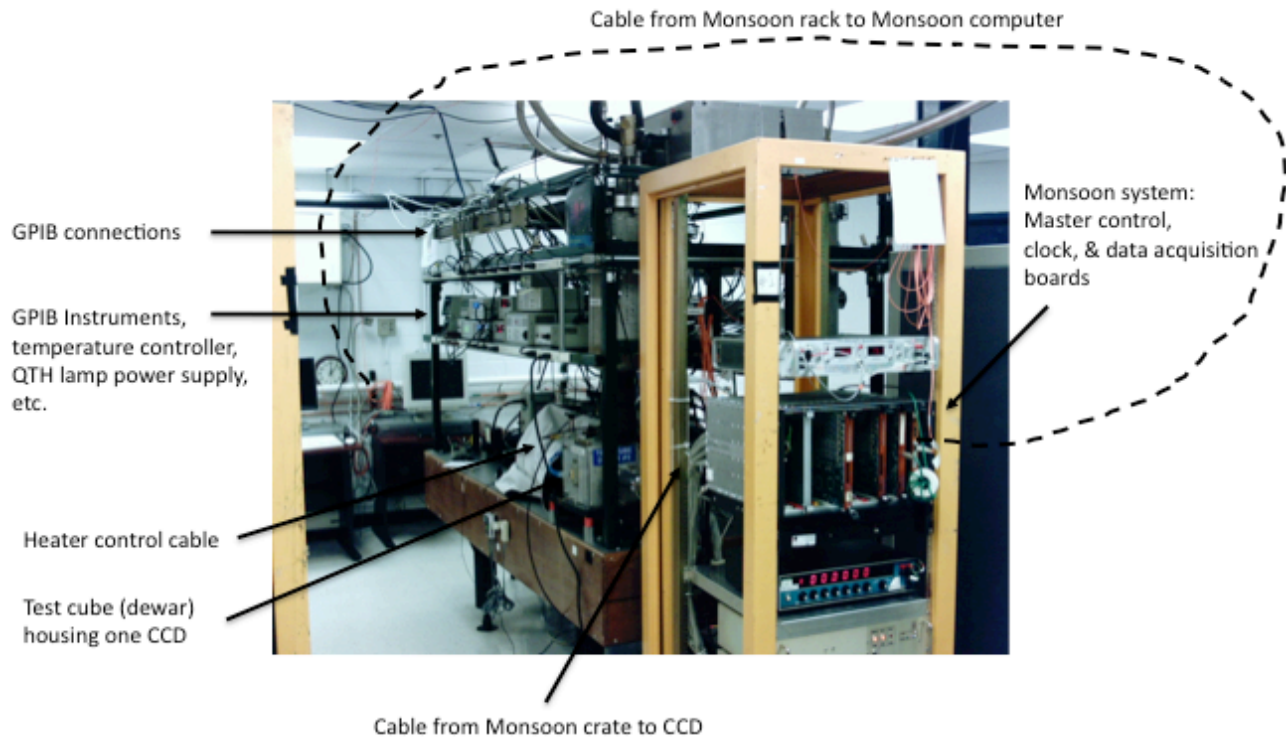 Cable from Monsoon rack to Monsoon computer
GPIB connections
GPIB Instruments,
temperature controller,
QTH lamp power supply,
etc.
Monsoon system:
Master control,
clock, & data acquisition
boards
Heater control cable
Test cube (dewar)
housing one CCD
Cable from Monsoon crate to CCD